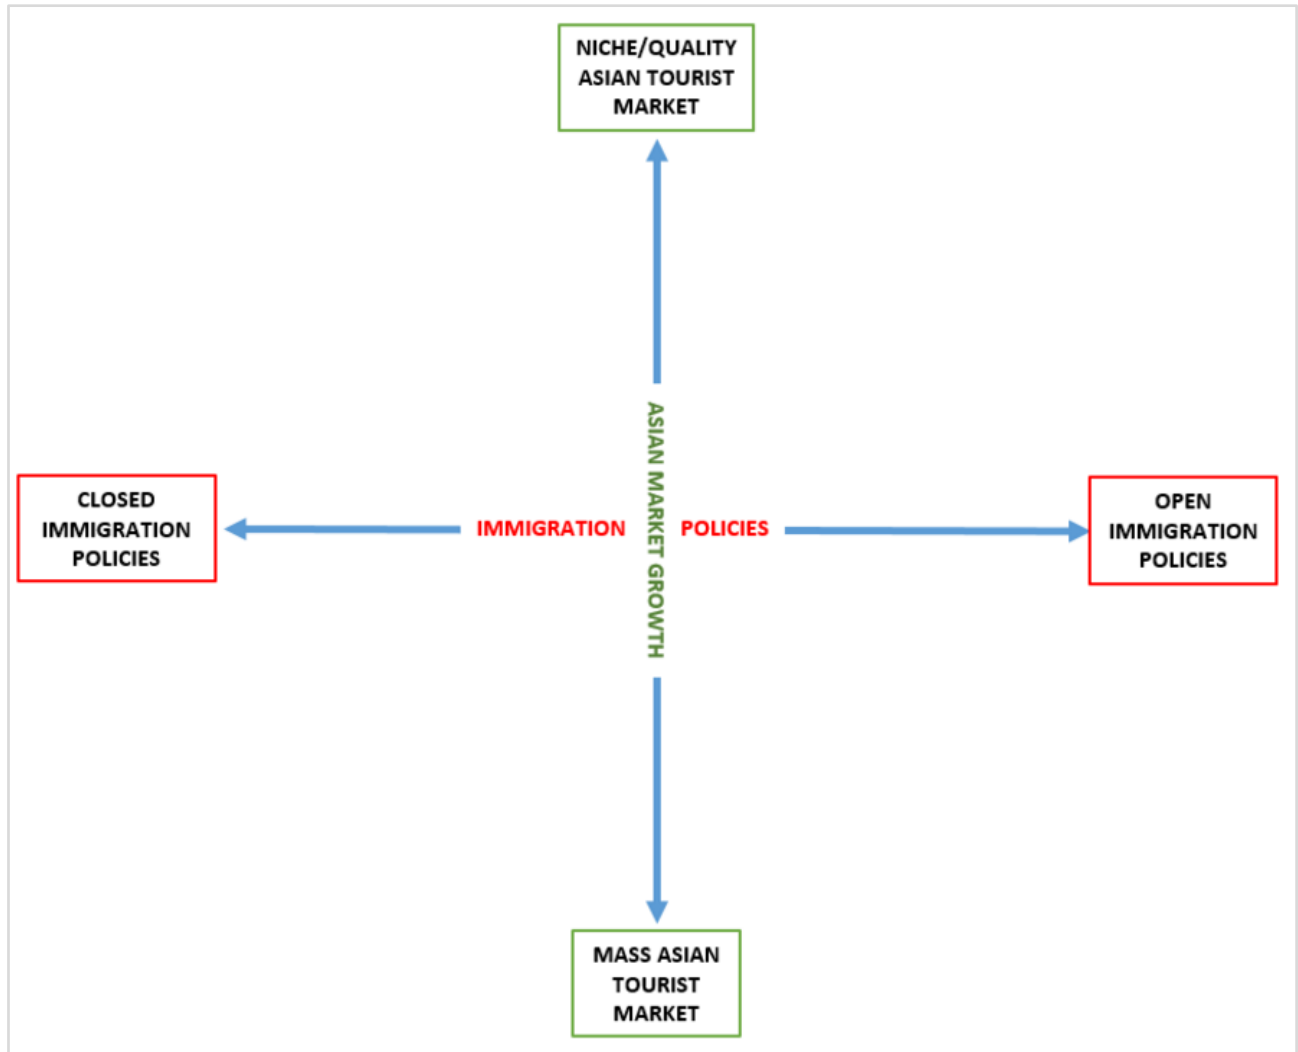 NICHE/QUALITY
ASIAN TOURIST
MARKET
ASIAN MARKET GROWTH
CLOSED
IMMIGRATION
POLICIES
IMMIGRATION POLICIES
OPEN
IMMIGRATION
POLICIES
MASS ASIAN
TOURIST
MARKET